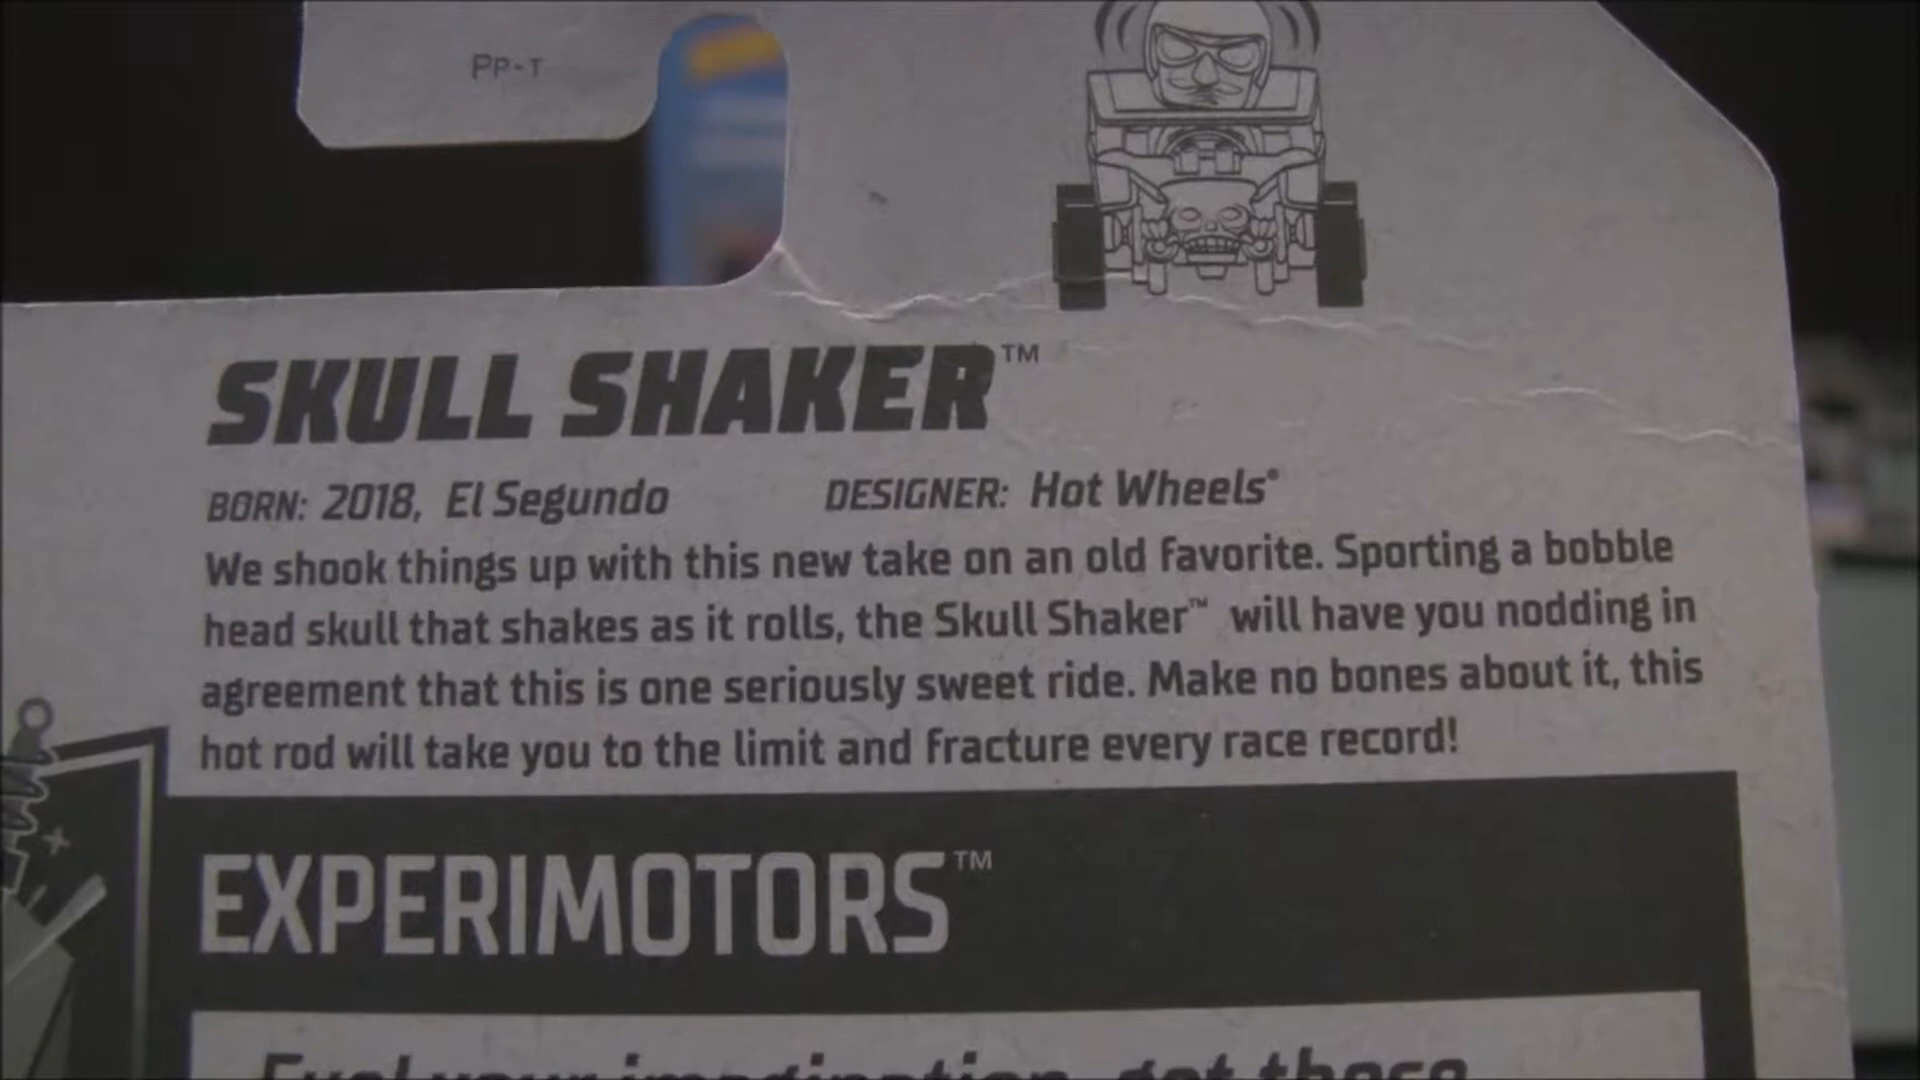 PP-T
SKULL SHAKER™
BORN: 2018, El Segundo DESIGNER: Hot Wheels®
We shook things up with this new take on an old favorite. Sporting a bobble
head skull that shakes as it rolls, the Skull Shaker™ will have you nodding in
agreement that this is one seriously sweet ride. Make no bones about it, this
hot rod will take you to the limit and fracture every race record!
EXPERIMOTORS™
Fuel your imagination, get these